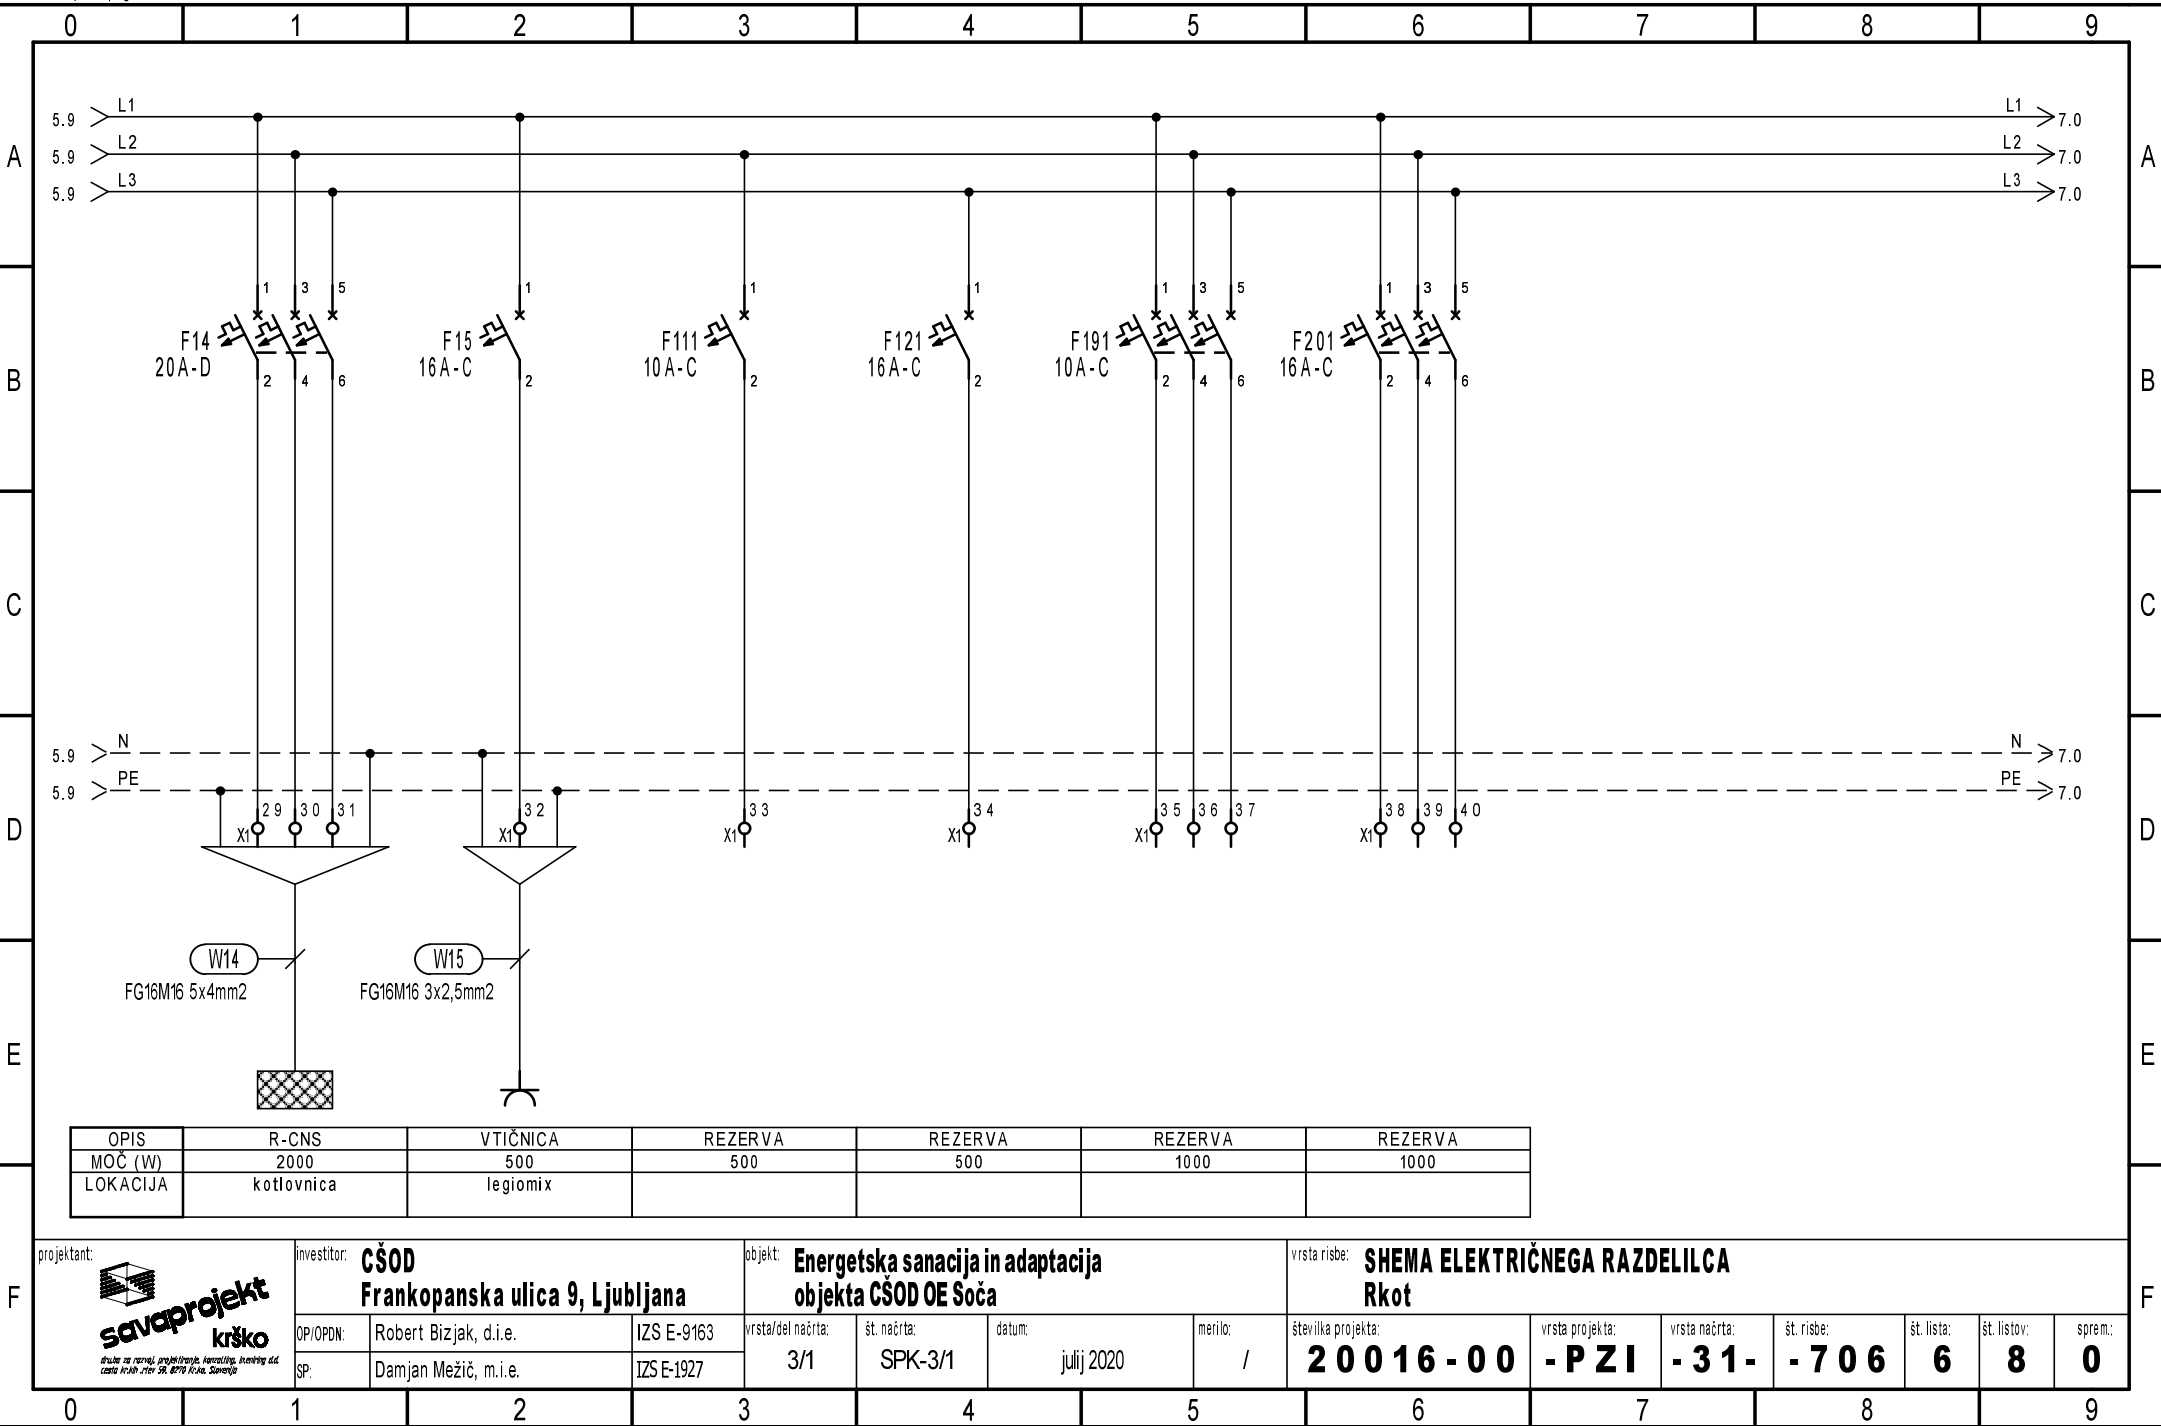 0 1 2 3 4 5 6 7 8 9
L1 L1
5.9 7.0
L2 L2
A 5.9 7.0 A
L3 L3
5.9 7.0
1 3 5 1 1 1 1 3 5 1 3 5
F14 F15 F111 F121 F191 F201
20A-D 16A-C 10A-C 16A-C 10A-C 16A-C
B 2 4 6 2 2 2 2 4 6 2 4 6 B
C C
N N
5.9 7.0
PE PE
5.9 7.0
29 30 31 32 33 34 35 36 37 38 39 40
D X1 X1 X1 X1 X1 X1 D
W14 W15
FG16M16 5x4mm2 FG16M16 3x2,5mm2
E E
OPIS R-CNS VTIČNICA REZERVA REZERVA REZERVA REZERVA
MOČ (W) 2000 500 500 500 1000 1000
LOKACIJA kotlovnica legiomix
projektant:
savaprojekt
krško
investitor: CŠOD
Frankopanska ulica 9, Ljubljana
objekt: Energetska sanacija in adaptacija
objekta CŠOD OE Soča
vrsta risbe: SHEMA ELEKTRIČNEGA RAZDELILCA
Rkot
F F
OP/OPDN: Robert Bizjak, d.i.e. IZS E-9163
SP: Damjan Mežič, m.i.e. IZS E-1927
vrsta/del načrta: št. načrta: datum: merilo: številka projekta: vrsta projekta: vrsta načrta: št. risbe: št. lista: št. listov: sprem.:
3/1 SPK-3/1 julij 2020 / 20016-00 -PZI -31- -706 6 8 0
0 1 2 3 4 5 6 7 8 9